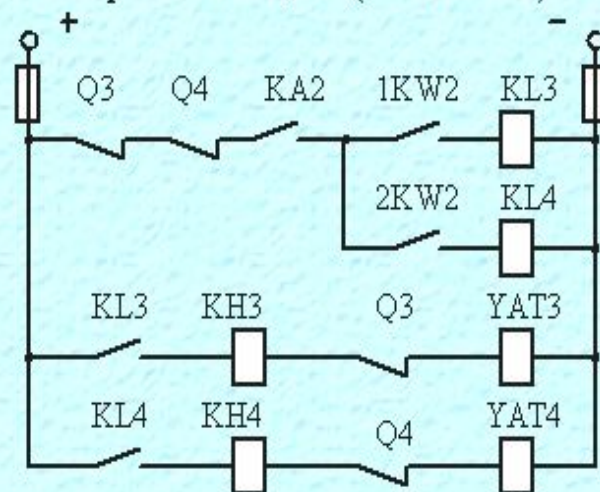 + −
Q3 Q4 KA2 1KW2 KL3
2KW2 KL4
KL3 KH3 Q3 YAT3
KL4 KH4 Q4 YAT4